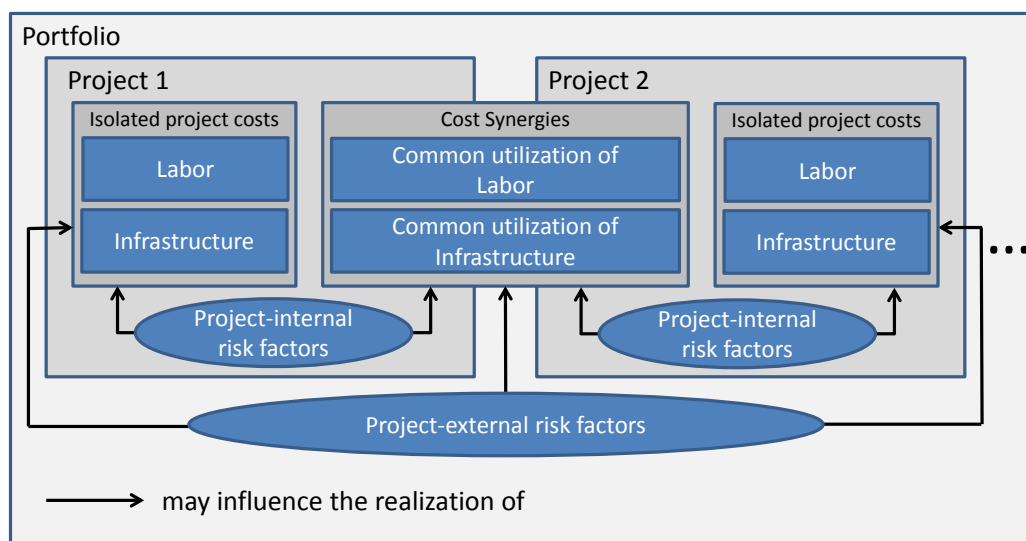 Portfolio
Project 1
Project 2
Isolated project costs
Labor
Infrastructure
Cost Synergies
Common utilization of
Labor
Common utilization of
Infrastructure
Isolated project costs
Labor
Infrastructure
...
Project-internal
risk factors
Project-internal
risk factors
Project-external risk factors
may influence the realization of